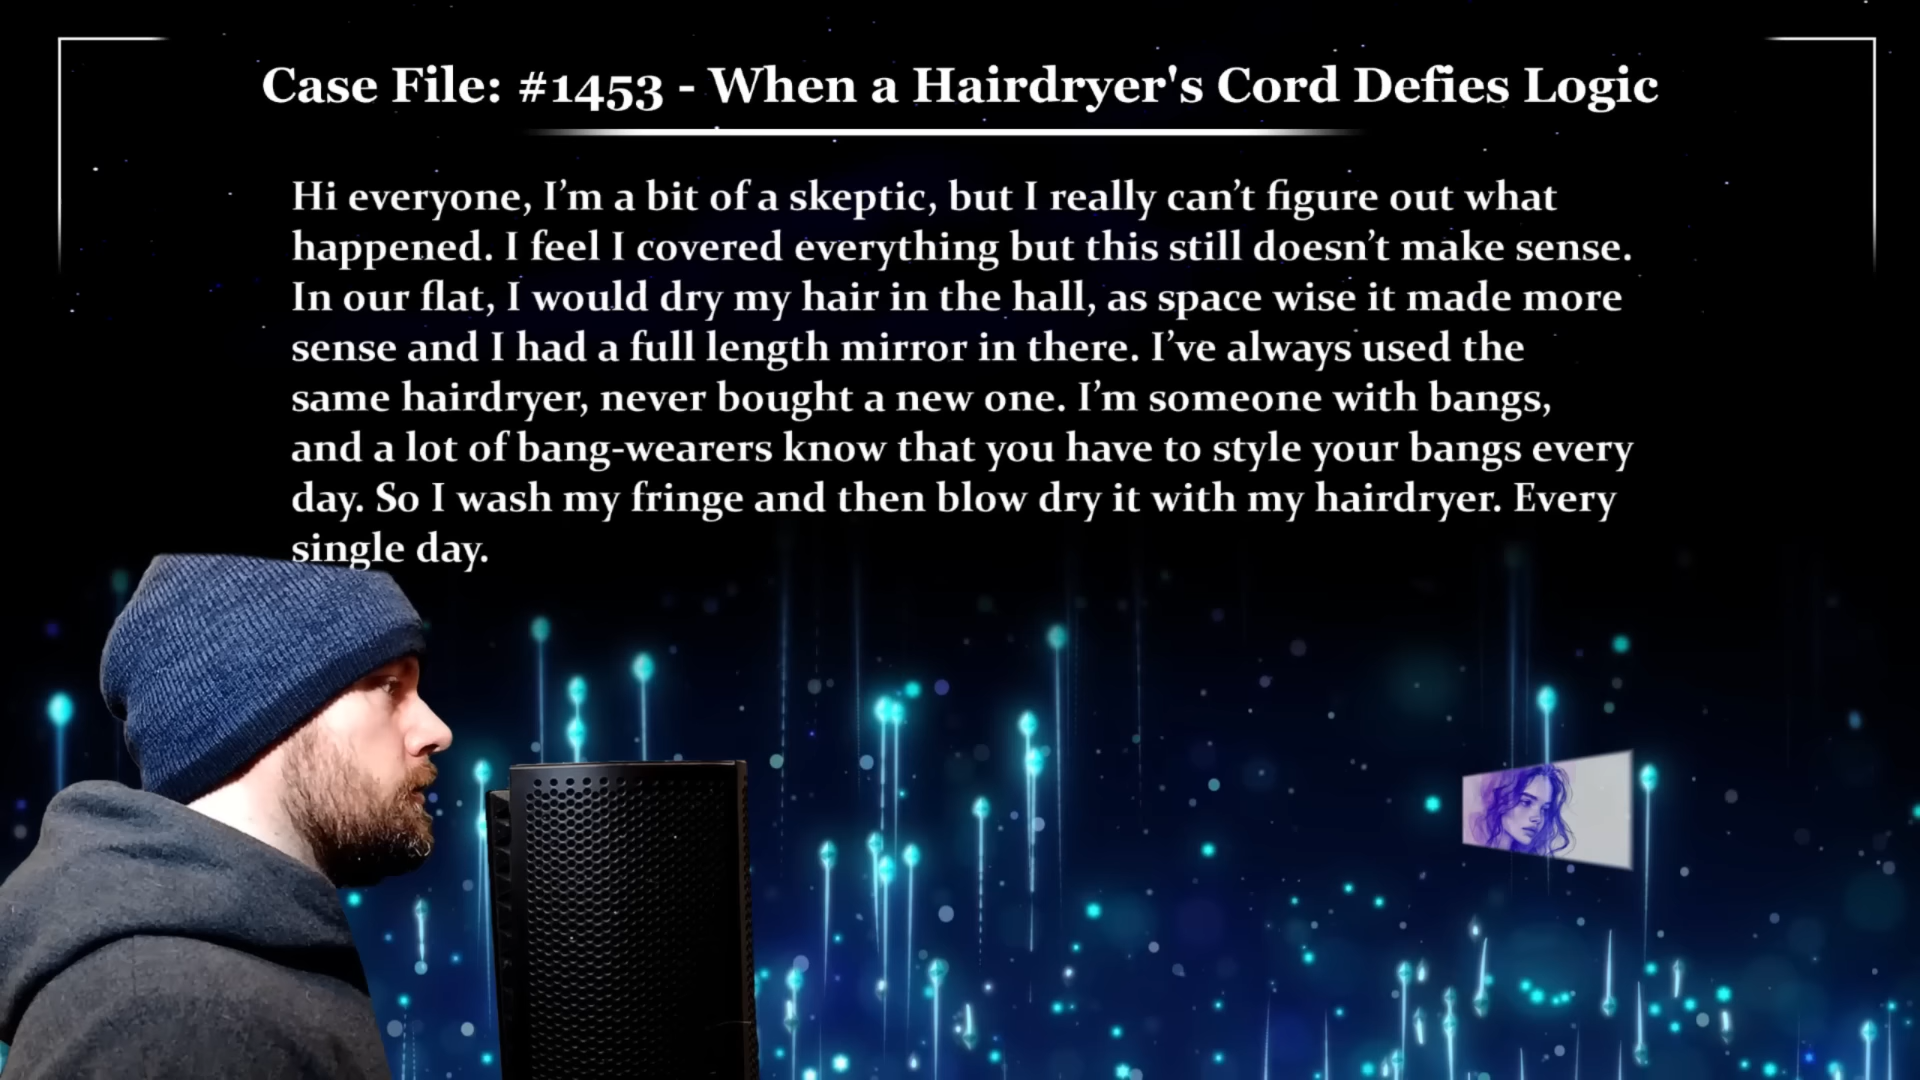 Case File: #1453 - When a Hairdryer's Cord Defies Logic
Hi everyone, I’m a bit of a skeptic, but I really can’t figure out what
happened. I feel I covered everything but this still doesn’t make sense.
In our flat, I would dry my hair in the hall, as space wise it made more
sense and I had a full length mirror in there. I’ve always used the
same hairdryer, never bought a new one. I’m someone with bangs,
and a lot of bang-wearers know that you have to style your bangs every
day. So I wash my fringe and then blow dry it with my hairdryer. Every
single day.